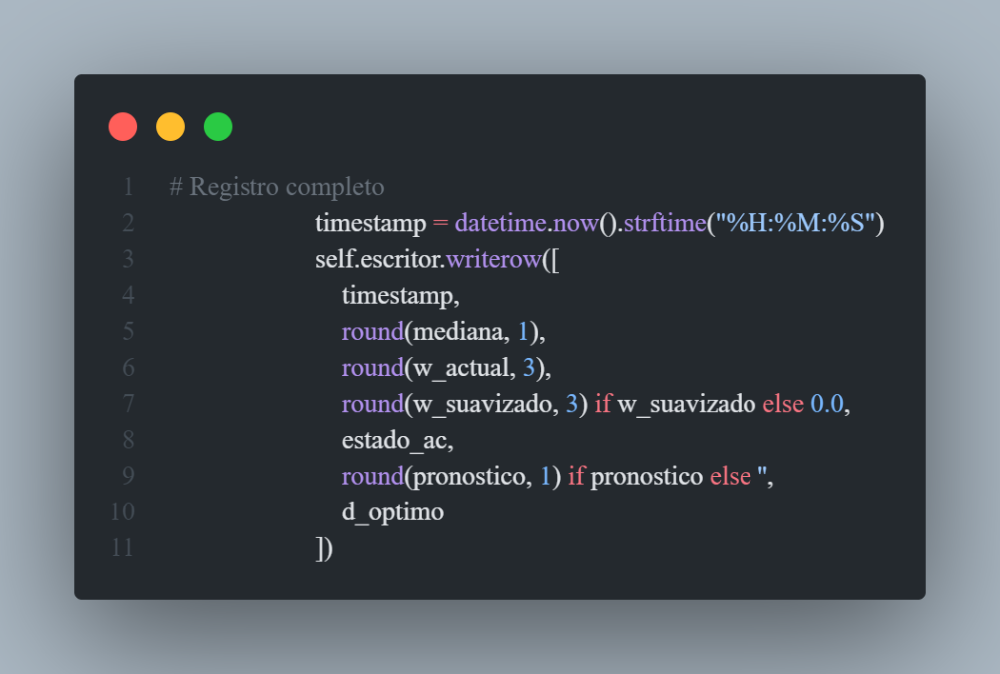 1 # Registro completo
2 timestamp = datetime.now().strftime("%H:%M:%S")
3 self.escritor.writerow([
4 timestamp,
5 round(mediana, 1),
6 round(w_actual, 3),
7 round(w_suavizado, 3) if w_suavizado else 0.0,
8 estado_ac,
9 round(pronostico, 1) if pronostico else '',
10 d_optimo
11 ])